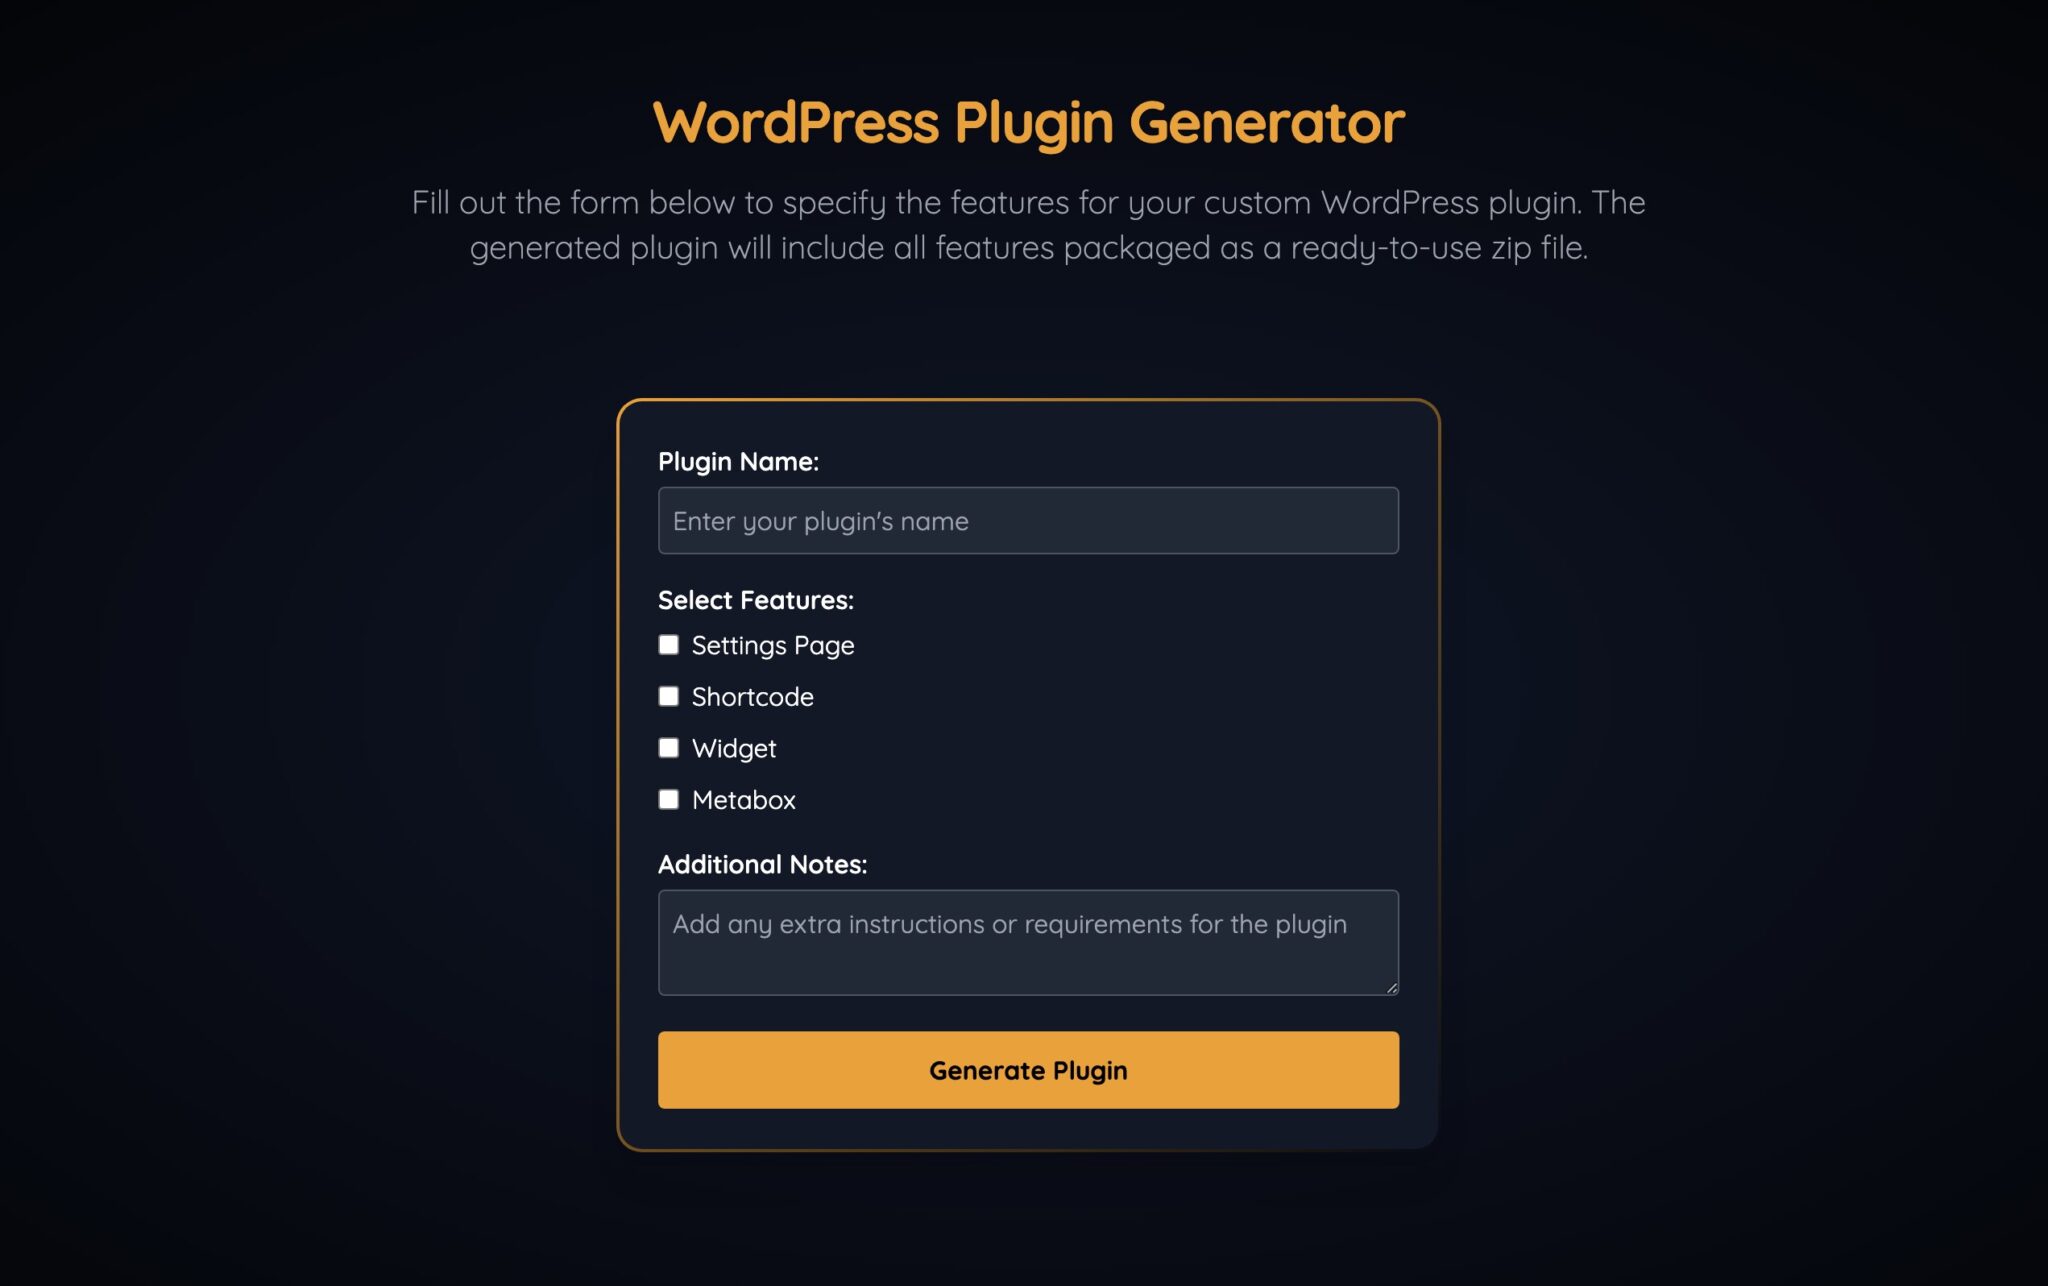 WordPress Plugin Generator
Fill out the form below to specify the features for your custom WordPress plugin. The
generated plugin will include all features packaged as a ready-to-use zip file.
Plugin Name:
Enter your plugin's name
Select Features:
Settings Page
Shortcode
Widget
Metabox
Additional Notes:
Add any extra instructions or requirements for the plugin
Generate Plugin